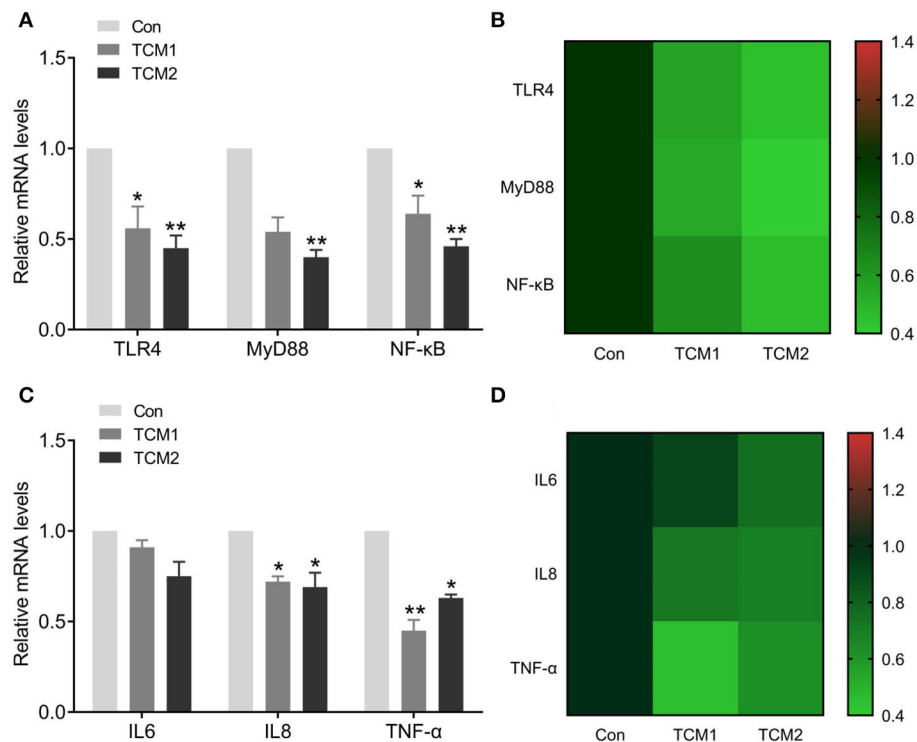 A
Con
TCM1
TCM2
Relative mRNA levels
1.5
1.0
0.5
0.0
*
**
**
*
**
TLR4
MyD88
NF-κB
B
TLR4
MyD88
NF-κB
Con
TCM1
TCM2
1.4
1.2
1.0
0.8
0.6
0.4
C
Con
TCM1
TCM2
Relative mRNA levels
1.5
1.0
0.5
0.0
*
*
**
*
IL6
IL8
TNF-α
D
IL6
IL8
TNF-α
Con
TCM1
TCM2
1.4
1.2
1.0
0.8
0.6
0.4